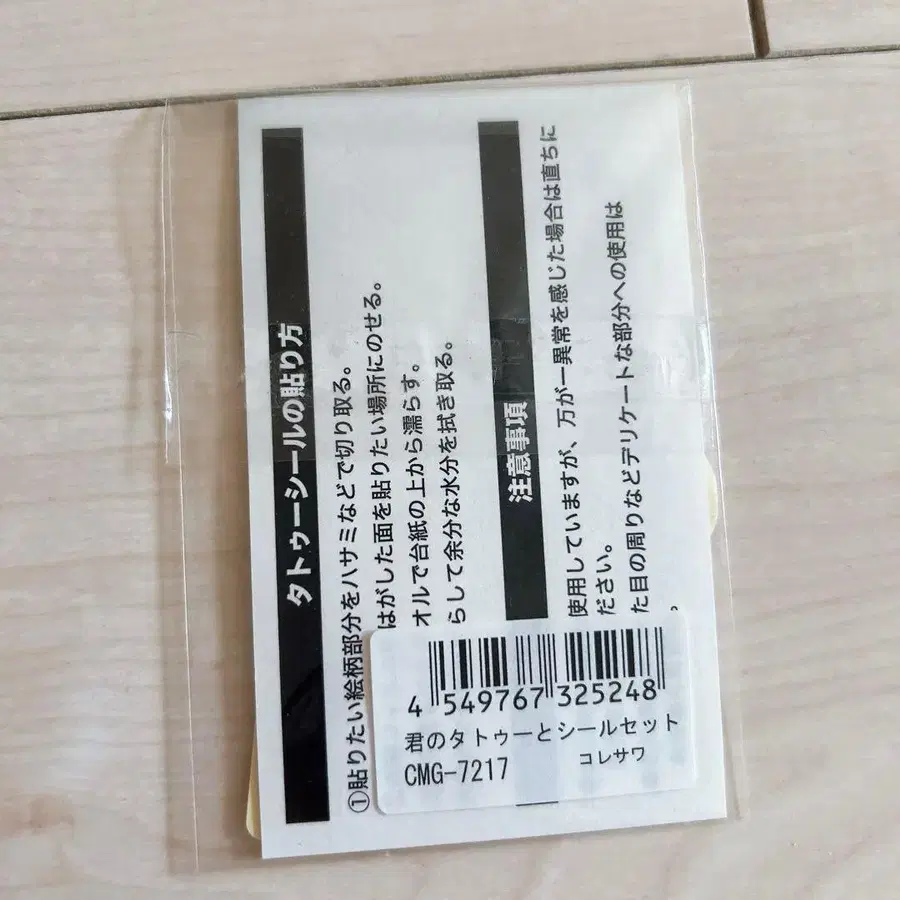 タトゥーシールの貼り方
①貼りたい絵柄部分をハサミなどで切り取る。
はがした面を貼りたい場所にのせる。
オルで台紙の上から濡らす。
らして余分な水分を拭き取る。
注意事項
使用していますが、万が一異常を感じた場合は直ちに
ださい。
た目の周りなどデリケートな部分への使用は
。
4 549767 325248
君のタトゥーとシールセット
CMG-7217 コレサワ